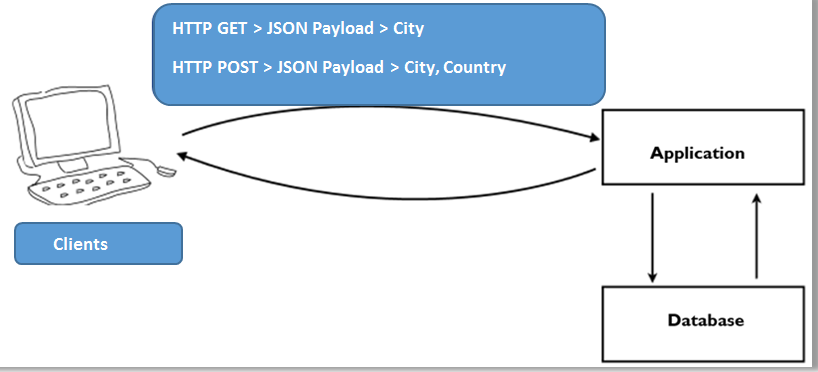 HTTP GET > JSON Payload > City
HTTP POST > JSON Payload > City, Country
Application
Clients
Database